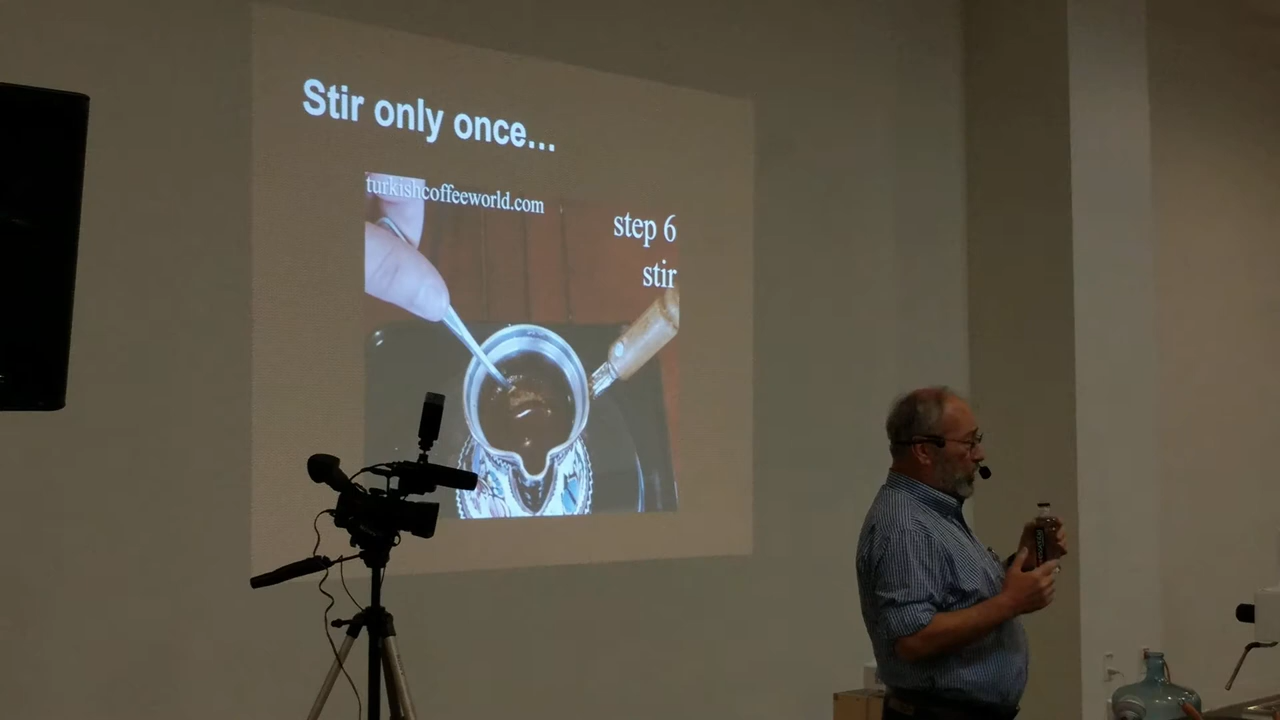 Stir only once...
turkishcoffeeworld.com
step 6
stir